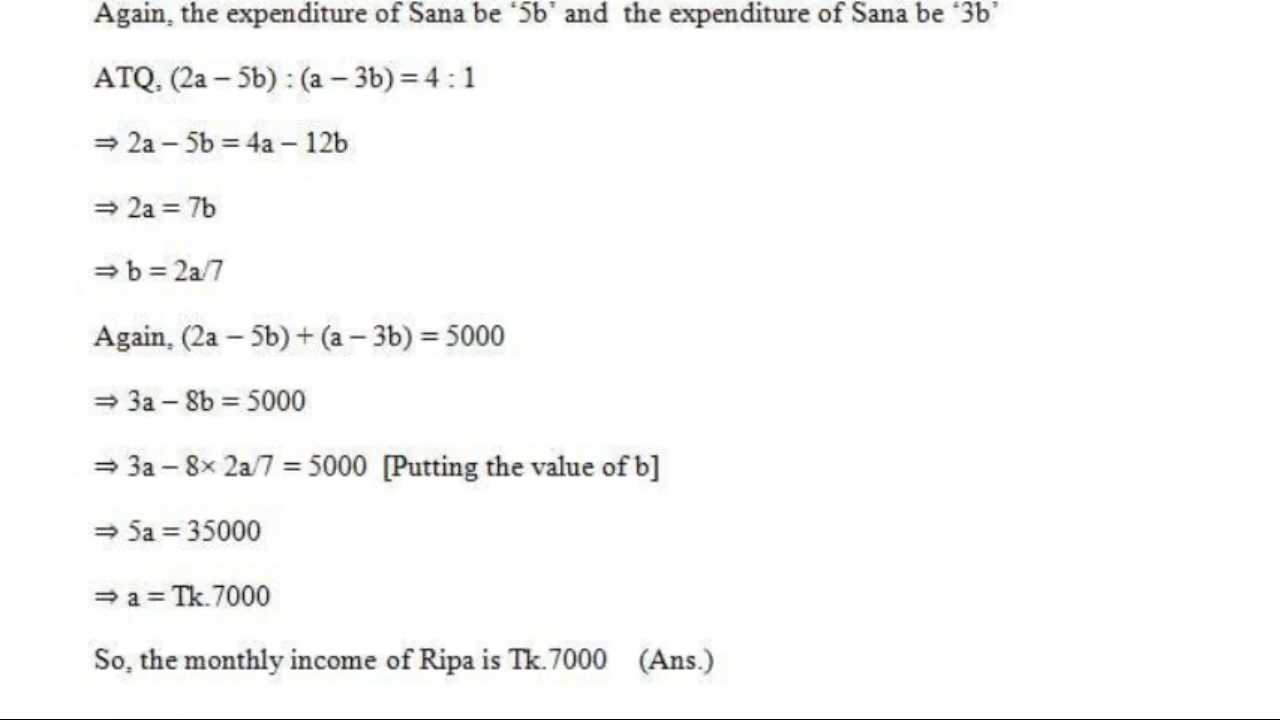 Again, the expenditure of Sana be ‘5b’ and the expenditure of Sana be ‘3b’
ATQ, (2a – 5b) : (a – 3b) = 4 : 1
⇒ 2a – 5b = 4a – 12b
⇒ 2a = 7b
⇒ b = 2a/7
Again, (2a – 5b) + (a – 3b) = 5000
⇒ 3a – 8b = 5000
⇒ 3a – 8× 2a/7 = 5000 [Putting the value of b]
⇒ 5a = 35000
⇒ a = Tk.7000
So, the monthly income of Ripa is Tk.7000 (Ans.)